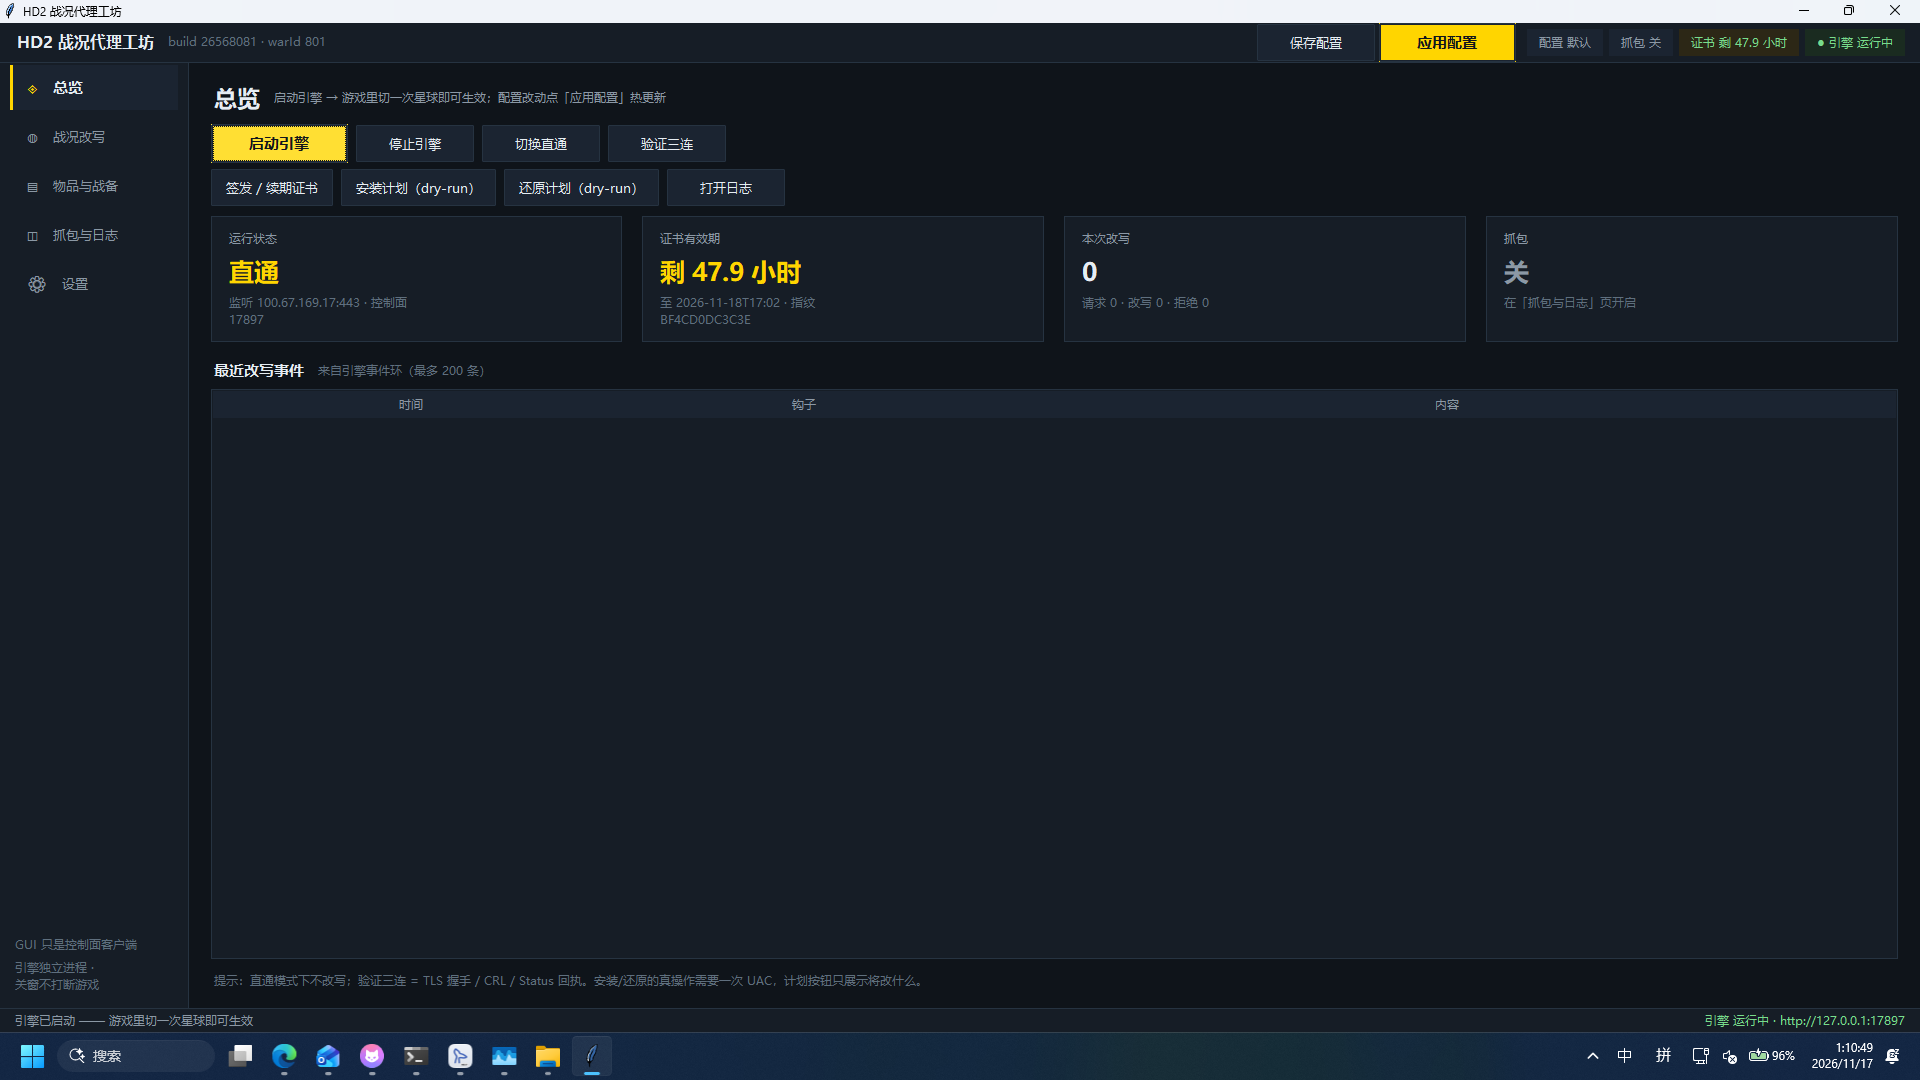 HD2 战况代理工坊
HD2 战况代理工坊 build 26568081 · warId 801
保存配置 应用配置 配置 默认 抓包 关 证书 剩 47.9 小时 ● 引擎 运行中
总览
战况改写
物品与战备
抓包与日志
设置
总览 启动引擎 → 游戏里切一次星球即可生效；配置改动点「应用配置」热更新
启动引擎 停止引擎 切换直通 验证三连
签发 / 续期证书 安装计划（dry-run） 还原计划（dry-run） 打开日志
运行状态
直通
监听 100.67.169.17:443 · 控制面
17897
证书有效期
剩 47.9 小时
至 2026-11-18T17:02 · 指纹
BF4CD0DC3C3E
本次改写
0
请求 0 · 改写 0 · 拒绝 0
抓包
关
在「抓包与日志」页开启
最近改写事件 来自引擎事件环（最多 200 条）
时间 钩子 内容
提示：直通模式下不改写；验证三连 = TLS 握手 / CRL / Status 回执。安装/还原的真操作需要一次 UAC，计划按钮只展示将改什么。
GUI 只是控制面客户端
引擎独立进程 ·
关窗不打断游戏
引擎已启动 —— 游戏里切一次星球即可生效
引擎 运行中 · http://127.0.0.1:17897
搜索
中 拼 96%
1:10:49
2026/11/17